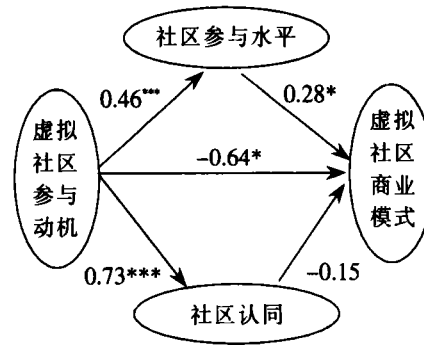 社区参与水平
0.46***
0.28*
虚拟
社区
参与
动机
-0.64*
虚拟
社区
商业
模式
0.73***
-0.15
社区认同